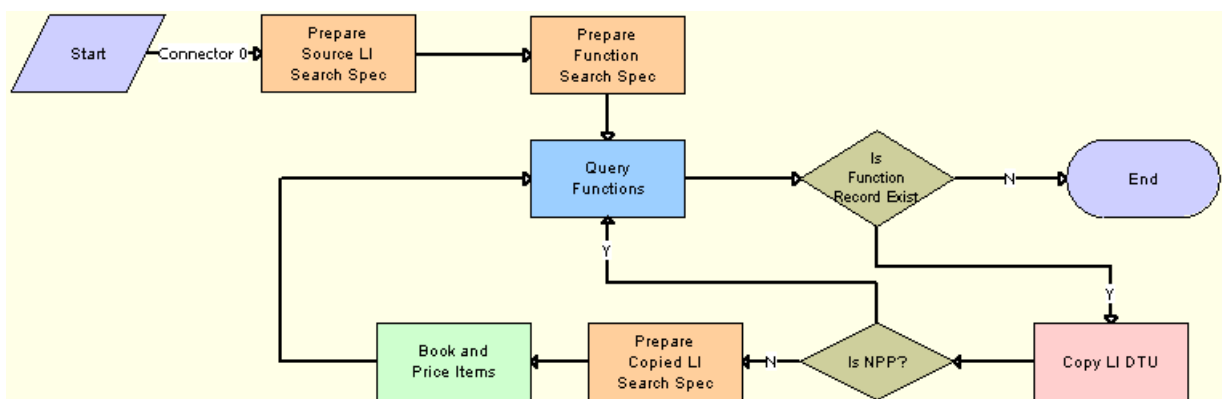 Start
Connector 0
Prepare
Source LI
Search Spec
Prepare
Function
Search Spec
Query
Functions
Is
Function
Record Exist
N
End
Y
Y
Book and
Price Items
Prepare
Copied LI
Search Spec
N
Is NPP?
Copy LI DTU